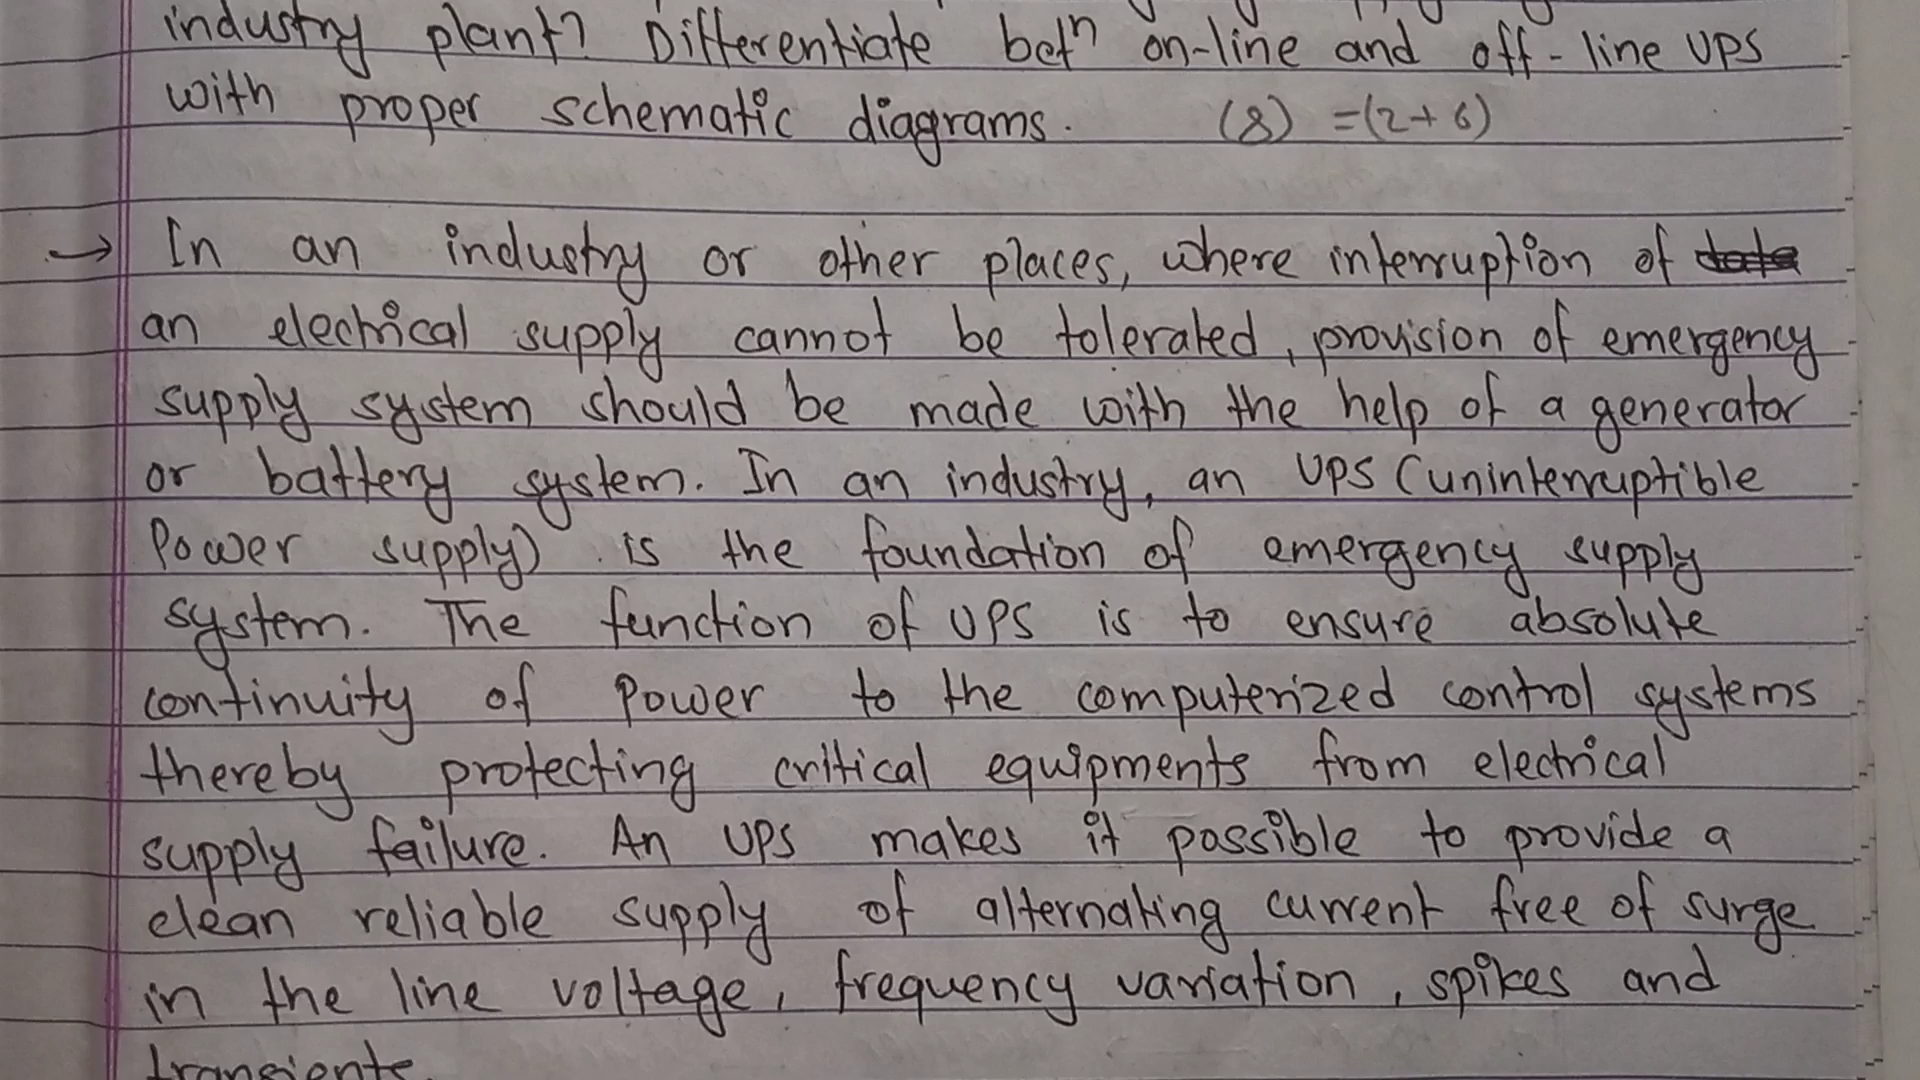 industry plant? Differentiate betⁿ on-line and off-line UPS
with proper schematic diagrams. (8) =(2+6)
→ In an industry or other places, where interruption of
an electrical supply cannot be tolerated, provision of emergency
supply system should be made with the help of a generator
or battery system. In an industry, an UPS (uninterruptible
Power supply) is the foundation of emergency supply
system. The function of UPS is to ensure absolute
continuity of power to the computerized control systems
thereby protecting critical equipments from electrical
supply failure. An UPS makes it possible to provide a
clean reliable supply of alternating current free of surge
in the line voltage, frequency variation, spikes and
transients.